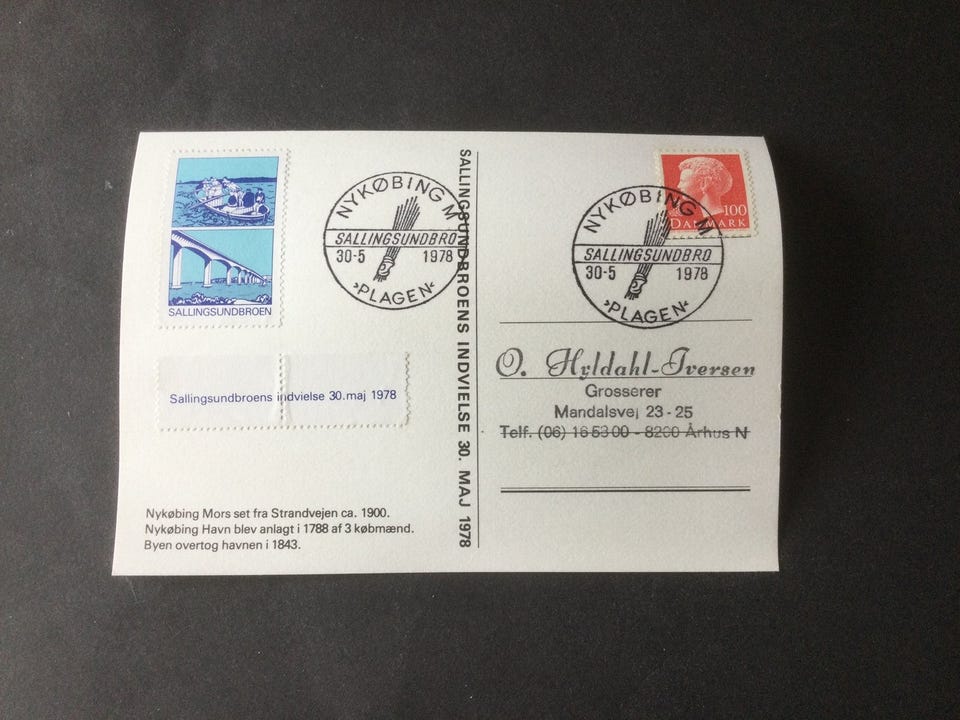 SALLINGSUNDBROEN
Sallingsundbroens indvielse 30.maj 1978
Nykøbing Mors set fra Strandvejen ca. 1900.
Nykøbing Havn blev anlagt i 1788 af 3 købmænd.
Byen overtog havnen i 1843.
NYKØBING M
SALLINGSUNDBRO
30-5 1978
>PLAGEN<
SALLINGSUNDBROENS INDVIELSE 30. MAJ 1978
100
DANMARK
NYKØBING M
SALLINGSUNDBRO
30-5 1978
>PLAGEN<
O. Hyldahl-Iversen
Grosserer
Mandalsvej 23-25
Telf. (06) 16 53 00 - 8200 Århus N